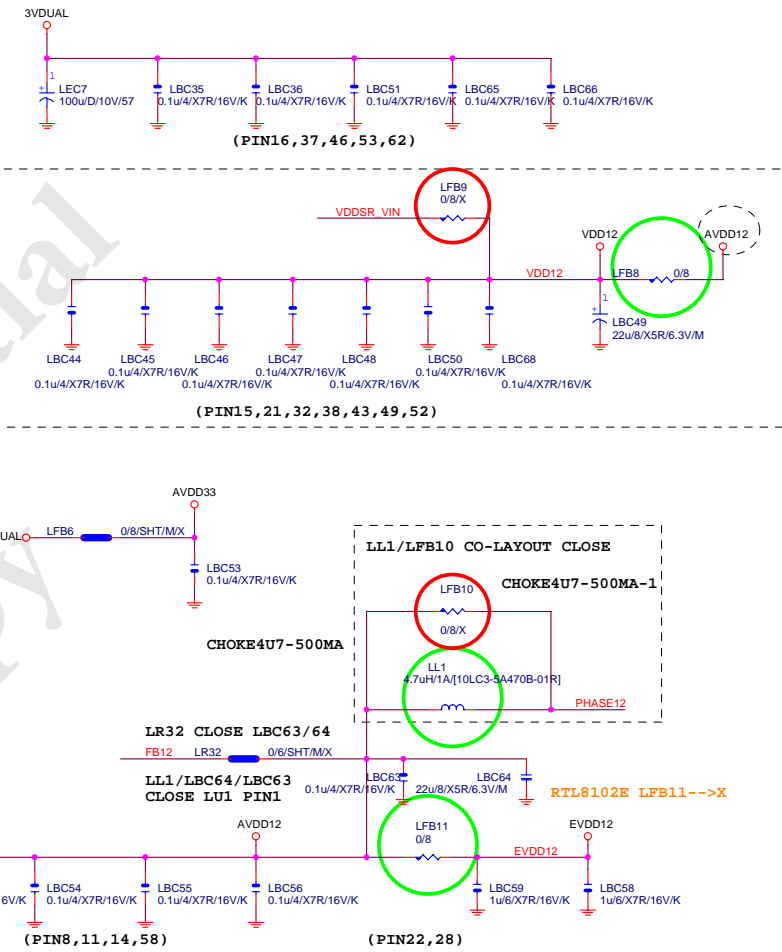 3VDUAL
1
LEC7
100u/D/10V/57
LBC35
0.1u/4/X7R/16V/K
LBC36
0.1u/4/X7R/16V/K
LBC51
0.1u/4/X7R/16V/K
LBC65
0.1u/4/X7R/16V/K
LBC66
0.1u/4/X7R/16V/K
(PIN16,37,46,53,62)
LFB9
0/8/X
VDDSR_VIN
VDD12
AVDD12
VDD12
LFB8
0/8
1
LBC49
22u/8/X5R/6.3V/M
LBC44
0.1u/4/X7R/16V/K
LBC45
0.1u/4/X7R/16V/K
LBC46
0.1u/4/X7R/16V/K
LBC47
0.1u/4/X7R/16V/K
LBC48
0.1u/4/X7R/16V/K
LBC50
0.1u/4/X7R/16V/K
LBC68
0.1u/4/X7R/16V/K
(PIN15,21,32,38,43,49,52)
AVDD33
UAL
LFB6
0/8/SHT/M/X
LBC53
0.1u/4/X7R/16V/K
LL1/LFB10 CO-LAYOUT CLOSE
CHOKE4U7-500MA-1
LFB10
0/8/X
CHOKE4U7-500MA
LL1
4.7uH/1A/[10LC3-5A470B-01R]
PHASE12
LR32 CLOSE LBC63/64
FB12
LR32
0/6/SHT/M/X
LL1/LBC64/LBC63
CLOSE LU1 PIN1
LBC63
0.1u/4/X7R/16V/K
LBC64
22u/8/X5R/6.3V/M
RTL8102E LFB11-->X
AVDD12
LFB11
0/8
EVDD12
EVDD12
6V/K
LBC54
0.1u/4/X7R/16V/K
LBC55
0.1u/4/X7R/16V/K
LBC56
0.1u/4/X7R/16V/K
LBC59
1u/6/X7R/16V/K
LBC58
1u/6/X7R/16V/K
(PIN8,11,14,58)
(PIN22,28)